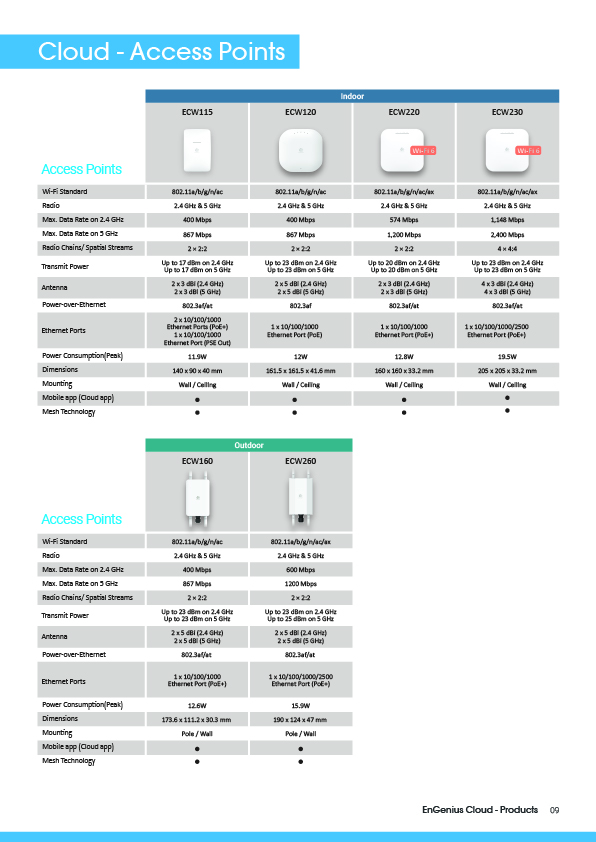 Cloud - Access Points
Indoor
ECW115 ECW120 ECW220 ECW230
Wi-Fi 6 Wi-Fi 6
Access Points
Wi-Fi Standard 802.11a/b/g/n/ac 802.11a/b/g/n/ac 802.11a/b/g/n/ac/ax 802.11a/b/g/n/ac/ax
Radio 2.4 GHz & 5 GHz 2.4 GHz & 5 GHz 2.4 GHz & 5 GHz 2.4 GHz & 5 GHz
Max. Data Rate on 2.4 GHz 400 Mbps 400 Mbps 574 Mbps 1,148 Mbps
Max. Data Rate on 5 GHz 867 Mbps 867 Mbps 1,200 Mbps 2,400 Mbps
Radio Chains/ Spatial Streams 2 × 2:2 2 × 2:2 2 × 2:2 4 × 4:4
Transmit Power
Up to 17 dBm on 2.4 GHz Up to 23 dBm on 2.4 GHz Up to 20 dBm on 2.4 GHz Up to 23 dBm on 2.4 GHz
Up to 17 dBm on 5 GHz Up to 23 dBm on 5 GHz Up to 20 dBm on 5 GHz Up to 23 dBm on 5 GHz
Antenna
2 x 3 dBi (2.4 GHz) 2 x 5 dBi (2.4 GHz) 2 x 3 dBi (2.4 GHz) 4 x 3 dBi (2.4 GHz)
2 x 3 dBi (5 GHz) 2 x 5 dBi (5 GHz) 2 x 3 dBi (5 GHz) 4 x 3 dBi (5 GHz)
Power-over-Ethernet 802.3af/at 802.3af 802.3af/at 802.3af/at
Ethernet Ports
2 x 10/100/1000
Ethernet Ports (PoE+)
1 x 10/100/1000
Ethernet Port (PSE Out)
1 x 10/100/1000
Ethernet Port (PoE)
1 x 10/100/1000
Ethernet Port (PoE+)
1 x 10/100/1000/2500
Ethernet Port (PoE+)
Power Consumption(Peak) 11.9W 12W 12.8W 19.5W
Dimensions 140 x 90 x 40 mm 161.5 x 161.5 x 41.6 mm 160 x 160 x 33.2 mm 205 x 205 x 33.2 mm
Mounting Wall / Ceiling Wall / Ceiling Wall / Ceiling Wall / Ceiling
Mobile app (Cloud app) ● ● ● ●
Mesh Technology ● ● ● ●
Outdoor
ECW160 ECW260
Access Points
Wi-Fi Standard 802.11a/b/g/n/ac 802.11a/b/g/n/ac/ax
Radio 2.4 GHz & 5 GHz 2.4 GHz & 5 GHz
Max. Data Rate on 2.4 GHz 400 Mbps 600 Mbps
Max. Data Rate on 5 GHz 867 Mbps 1200 Mbps
Radio Chains/ Spatial Streams 2 × 2:2 2 × 2:2
Transmit Power
Up to 23 dBm on 2.4 GHz Up to 23 dBm on 2.4 GHz
Up to 23 dBm on 5 GHz Up to 25 dBm on 5 GHz
Antenna
2 x 5 dBi (2.4 GHz) 2 x 5 dBi (2.4 GHz)
2 x 5 dBi (5 GHz) 2 x 5 dBi (5 GHz)
Power-over-Ethernet 802.3af/at 802.3af/at
Ethernet Ports
1 x 10/100/1000 1 x 10/100/1000/2500
Ethernet Port (PoE+) Ethernet Port (PoE+)
Power Consumption(Peak) 12.6W 15.9W
Dimensions 173.6 x 111.2 x 30.3 mm 190 x 124 x 47 mm
Mounting Pole / Wall Pole / Wall
Mobile app (Cloud app) ● ●
Mesh Technology ● ●
EnGenius Cloud - Products 09